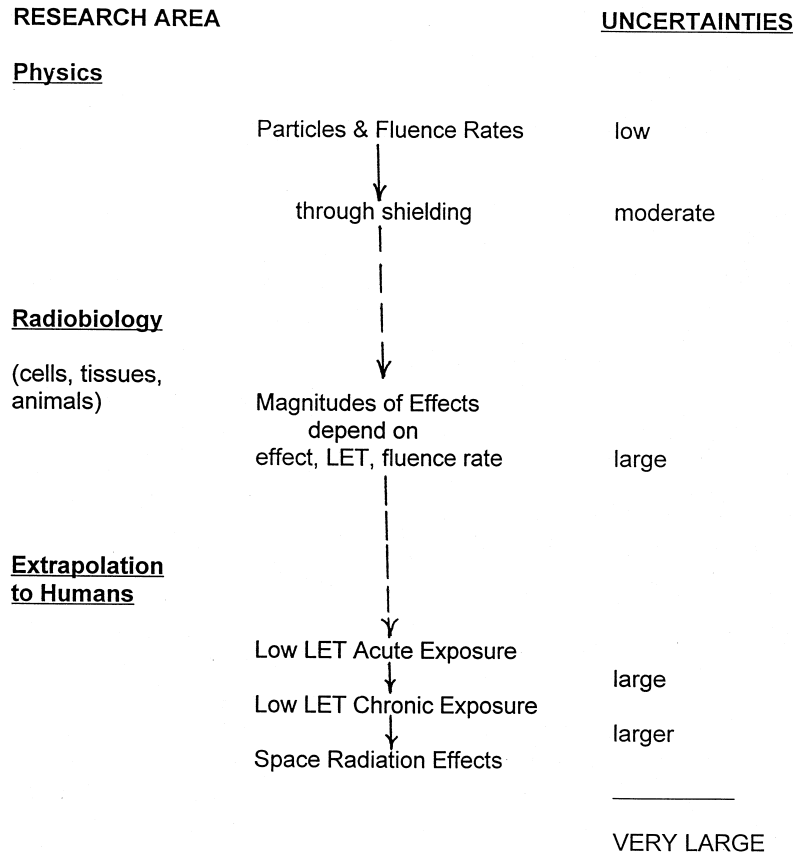 RESEARCH AREA
UNCERTAINTIES
Physics
Particles & Fluence Rates
low
through shielding
moderate
Radiobiology
(cells, tissues,
animals)
Magnitudes of Effects
depend on
effect, LET, fluence rate
large
Extrapolation
to Humans
Low LET Acute Exposure
large
Low LET Chronic Exposure
larger
Space Radiation Effects
VERY LARGE